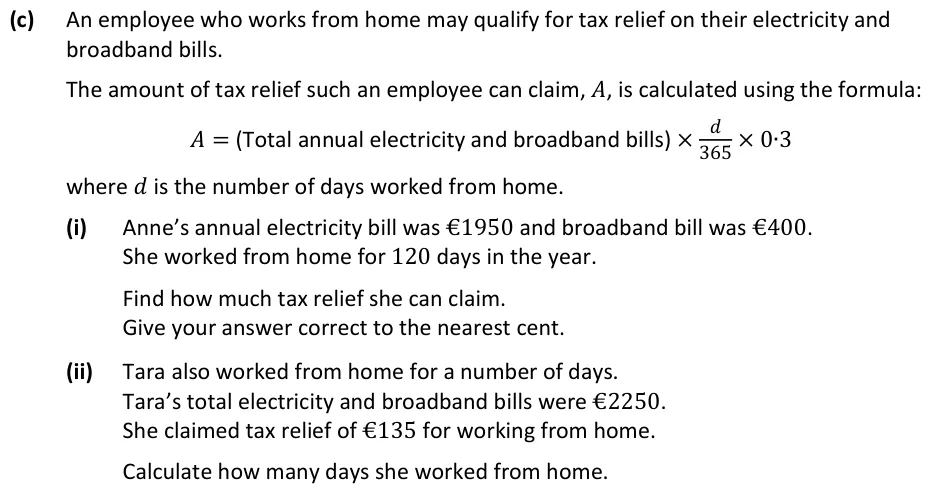 (c) An employee who works from home may qualify for tax relief on their electricity and
broadband bills.
The amount of tax relief such an employee can claim, A, is calculated using the formula:
A = (Total annual electricity and broadband bills) × d/365 × 0·3
where d is the number of days worked from home.
(i) Anne’s annual electricity bill was €1950 and broadband bill was €400.
She worked from home for 120 days in the year.
Find how much tax relief she can claim.
Give your answer correct to the nearest cent.
(ii) Tara also worked from home for a number of days.
Tara’s total electricity and broadband bills were €2250.
She claimed tax relief of €135 for working from home.
Calculate how many days she worked from home.